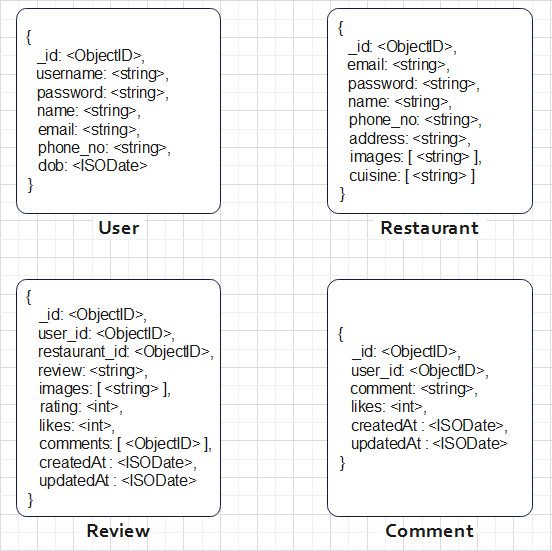 {
_id: <ObjectID>,
username: <string>,
password: <string>,
name: <string>,
email: <string>,
phone_no: <string>,
dob: <ISODate>
}
User
{
_id: <ObjectID>,
email: <string>,
password: <string>,
name: <string>,
phone_no: <string>,
address: <string>,
images: [ <string> ],
cuisine: [ <string> ]
}
Restaurant
{
_id: <ObjectID>,
user_id: <ObjectID>,
restaurant_id: <ObjectID>,
review: <string>,
images: [ <string> ],
rating: <int>,
likes: <int>,
comments: [ <ObjectID> ],
createdAt : <ISODate>,
updatedAt : <ISODate>
}
Review
{
_id: <ObjectID>,
user_id: <ObjectID>,
comment: <string>,
likes: <int>,
createdAt : <ISODate>,
updatedAt : <ISODate>
}
Comment